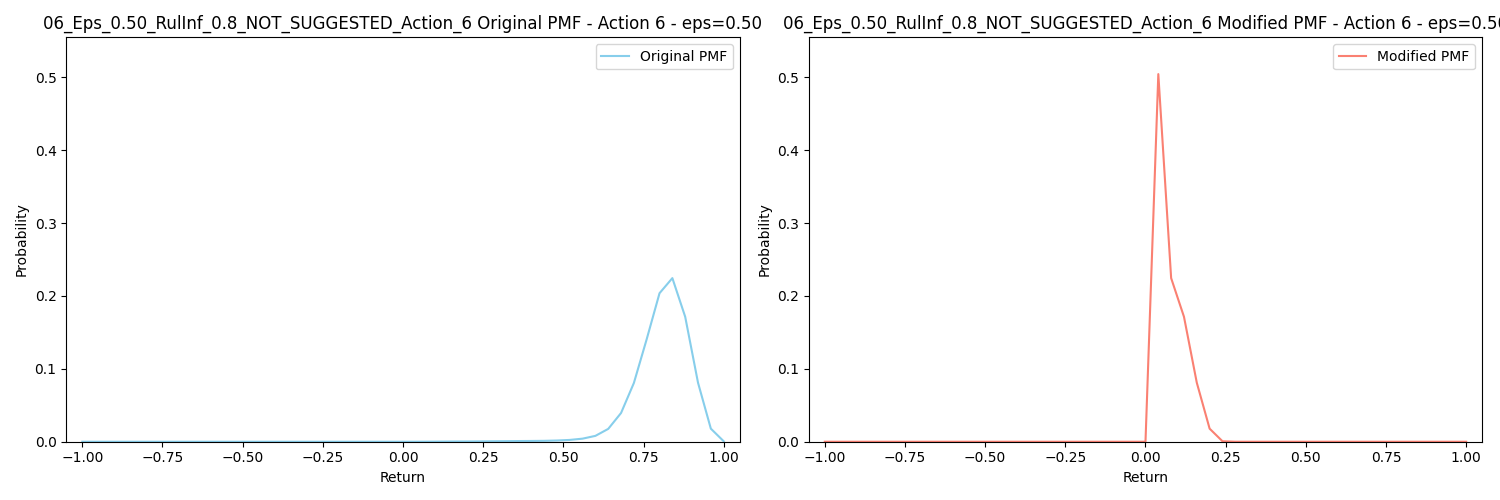 06_Eps_0.50_RulInf_0.8_NOT_SUGGESTED_Action_6 Original PMF - Action 6 - eps=0.50
Original PMF
Probability
0.5
0.4
0.3
0.2
0.1
0.0
−1.00 −0.75 −0.50 −0.25 0.00 0.25 0.50 0.75 1.00
Return
06_Eps_0.50_RulInf_0.8_NOT_SUGGESTED_Action_6 Modified PMF - Action 6 - eps=0.50
Modified PMF
Probability
0.5
0.4
0.3
0.2
0.1
0.0
−1.00 −0.75 −0.50 −0.25 0.00 0.25 0.50 0.75 1.00
Return